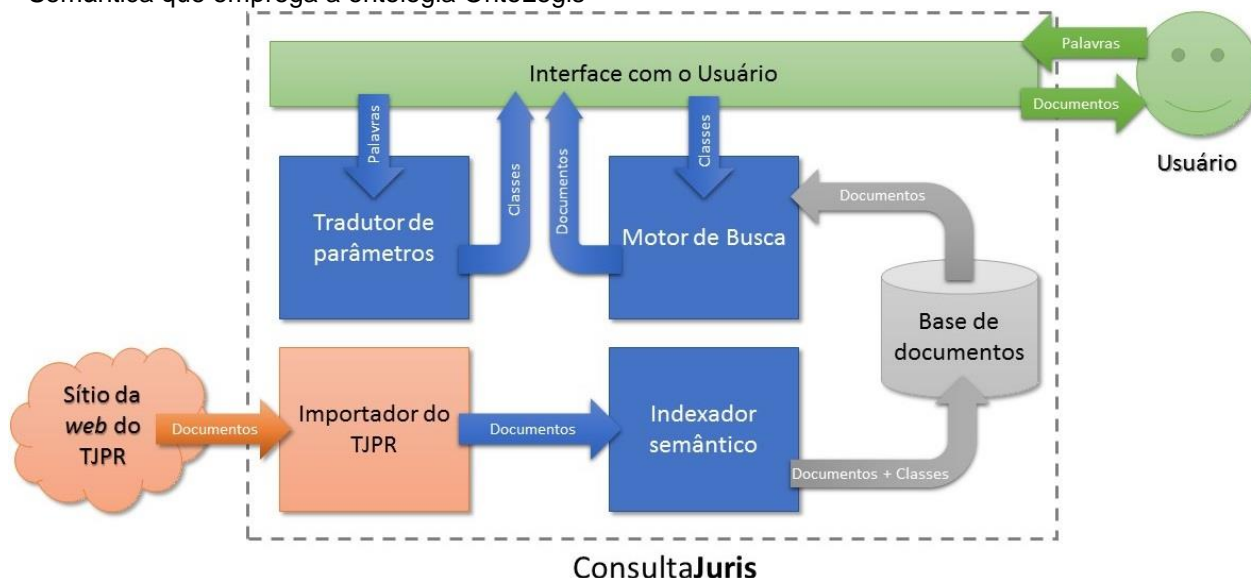 Semântica que emprega a ontologia OntoLegis
Palavras
Interface com o Usuário
Documentos
Usuário
Palavras
Classes
Documentos
Classes
Documentos
Tradutor de
parâmetros
Motor de Busca
Base de
documentos
Sítio da
web do
TJPR
Documentos
Importador do
TJPR
Documentos
Indexador
semântico
Documentos + Classes
ConsultaJuris